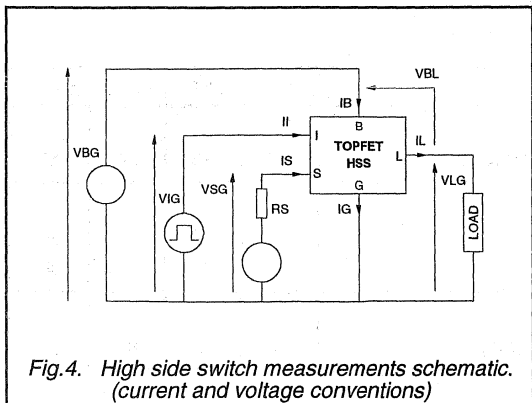 VBL
IB
B
II
I
TOPFET
HSS
L
IL
VBG
VIG
VSG
IS
S
G
RS
IG
VLG
LOAD
Fig.4. High side switch measurements schematic.
(current and voltage conventions)